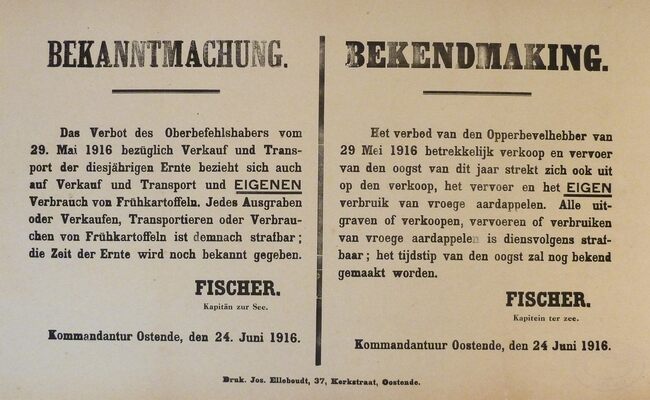 BEKANNTMACHUNG.
Das Verbot des Oberbefehlshabers vom
29. Mai 1916 bezüglich Verkauf und Trans-
port der diesjährigen Ernte bezieht sich auch
auf Verkauf und Transport und EIGENEN
Verbrauch von Frühkartoffeln. Jedes Ausgraben
oder Verkaufen, Transportieren oder Verbrau-
chen von Frühkartoffeln ist demnach strafbar;
die Zeit der Ernte wird noch bekannt gegeben.
FISCHER.
Kapitän zur See.
Kommandantur Ostende, den 24. Juni 1916.
BEKENDMAKING.
Het verbod van den Opperbevelhebber van
29 Mei 1916 betrekkelijk verkoop en vervoer
van den oogst van dit jaar strekt zich ook uit
op den verkoop, het vervoer en het EIGEN
verbruik van vroege aardappelen. Alle uit-
graven of verkoopen, vervoeren of verbruiken
van vroege aardappelen is diensvolgens straf-
baar; het tijdstip van den oogst zal nog bekend
gemaakt worden.
FISCHER.
Kapitein ter zee.
Kommandantuur Oostende, den 24 Juni 1916.
Druk. Jos. Elleboudt, 37, Kerkstraat, Oostende.